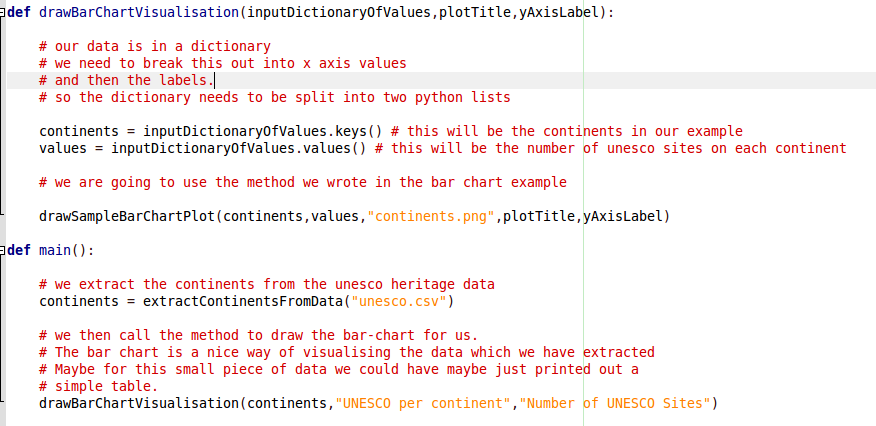 def drawBarChartVisualisation(inputDictionaryOfValues,plotTitle,yAxisLabel):
# our data is in a dictionary
# we need to break this out into x axis values
# and then the labels.
# so the dictionary needs to be split into two python lists
continents = inputDictionaryOfValues.keys() # this will be the continents in our example
values = inputDictionaryOfValues.values() # this will be the number of unesco sites on each continent
# we are going to use the method we wrote in the bar chart example
drawSampleBarChartPlot(continents,values,"continents.png",plotTitle,yAxisLabel)
def main():
# we extract the continents from the unesco heritage data
continents = extractContinentsFromData("unesco.csv")
# we then call the method to draw the bar-chart for us.
# The bar chart is a nice way of visualising the data which we have extracted
# Maybe for this small piece of data we could have maybe just printed out a
# simple table.
drawBarChartVisualisation(continents,"UNESCO per continent","Number of UNESCO Sites")